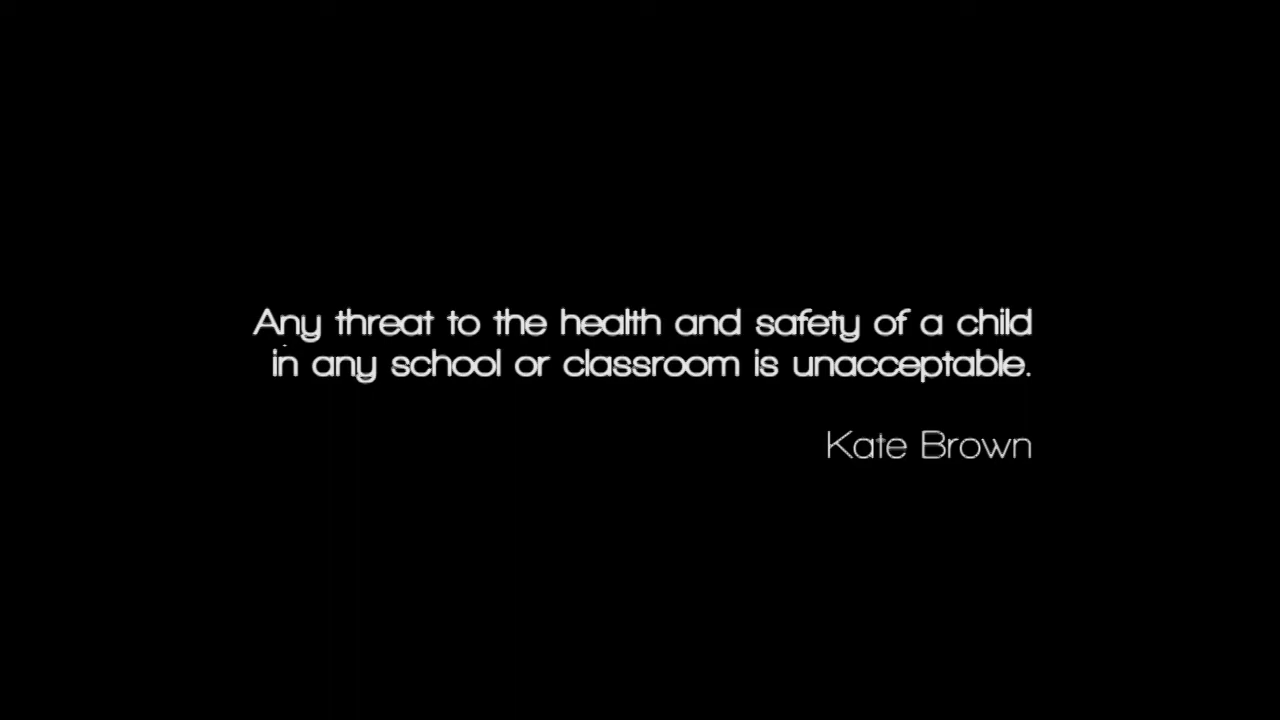 Any threat to the health and safety of a child
in any school or classroom is unacceptable.
Kate Brown